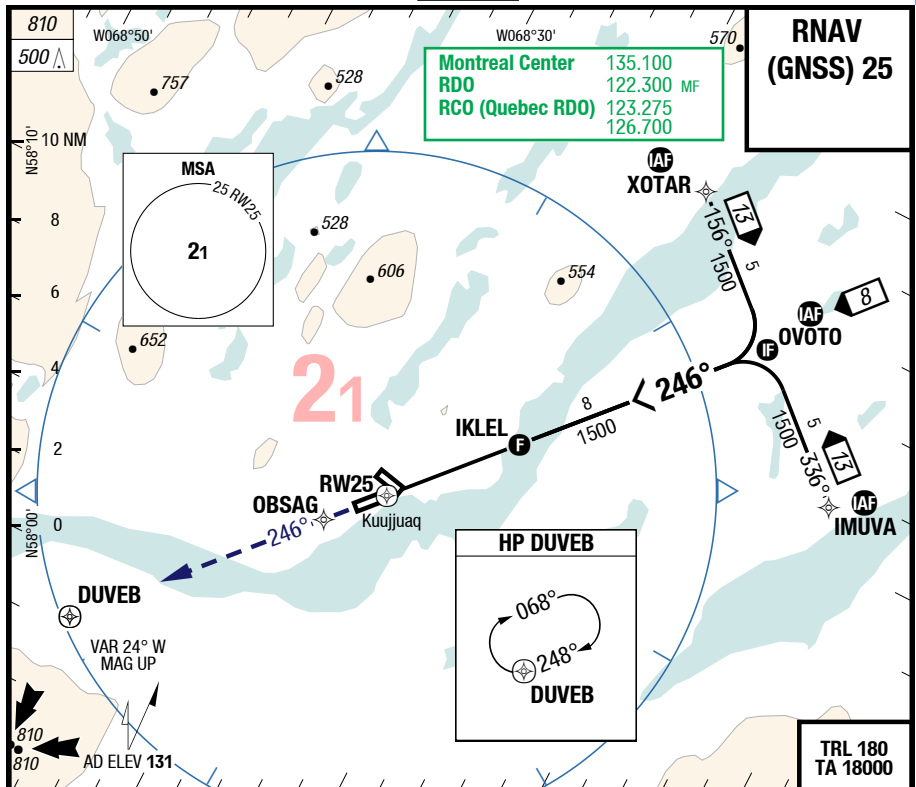 810
500
W068°50'
W068°30'
570
RNAV
(GNSS) 25
Montreal Center 135.100
RDO 122.300 MF
RCO (Quebec RDO) 123.275
126.700
757
528
N58°10'
10 NM
8
6
4
2
0
N58°00'
MSA
25 RW25
21
528
606
554
652
21
IAF
XOTAR
13
156°
5
1500
IAF
OVOTO
8
IF
246°
8
1500
5
1500
336°
13
IAF
IMUVA
IKLEL
F
RW25
Kuujjuaq
OBSAG
246°
DUVEB
HP DUVEB
068°
248°
DUVEB
VAR 24° W
MAG UP
AD ELEV 131
810
810
TRL 180
TA 18000